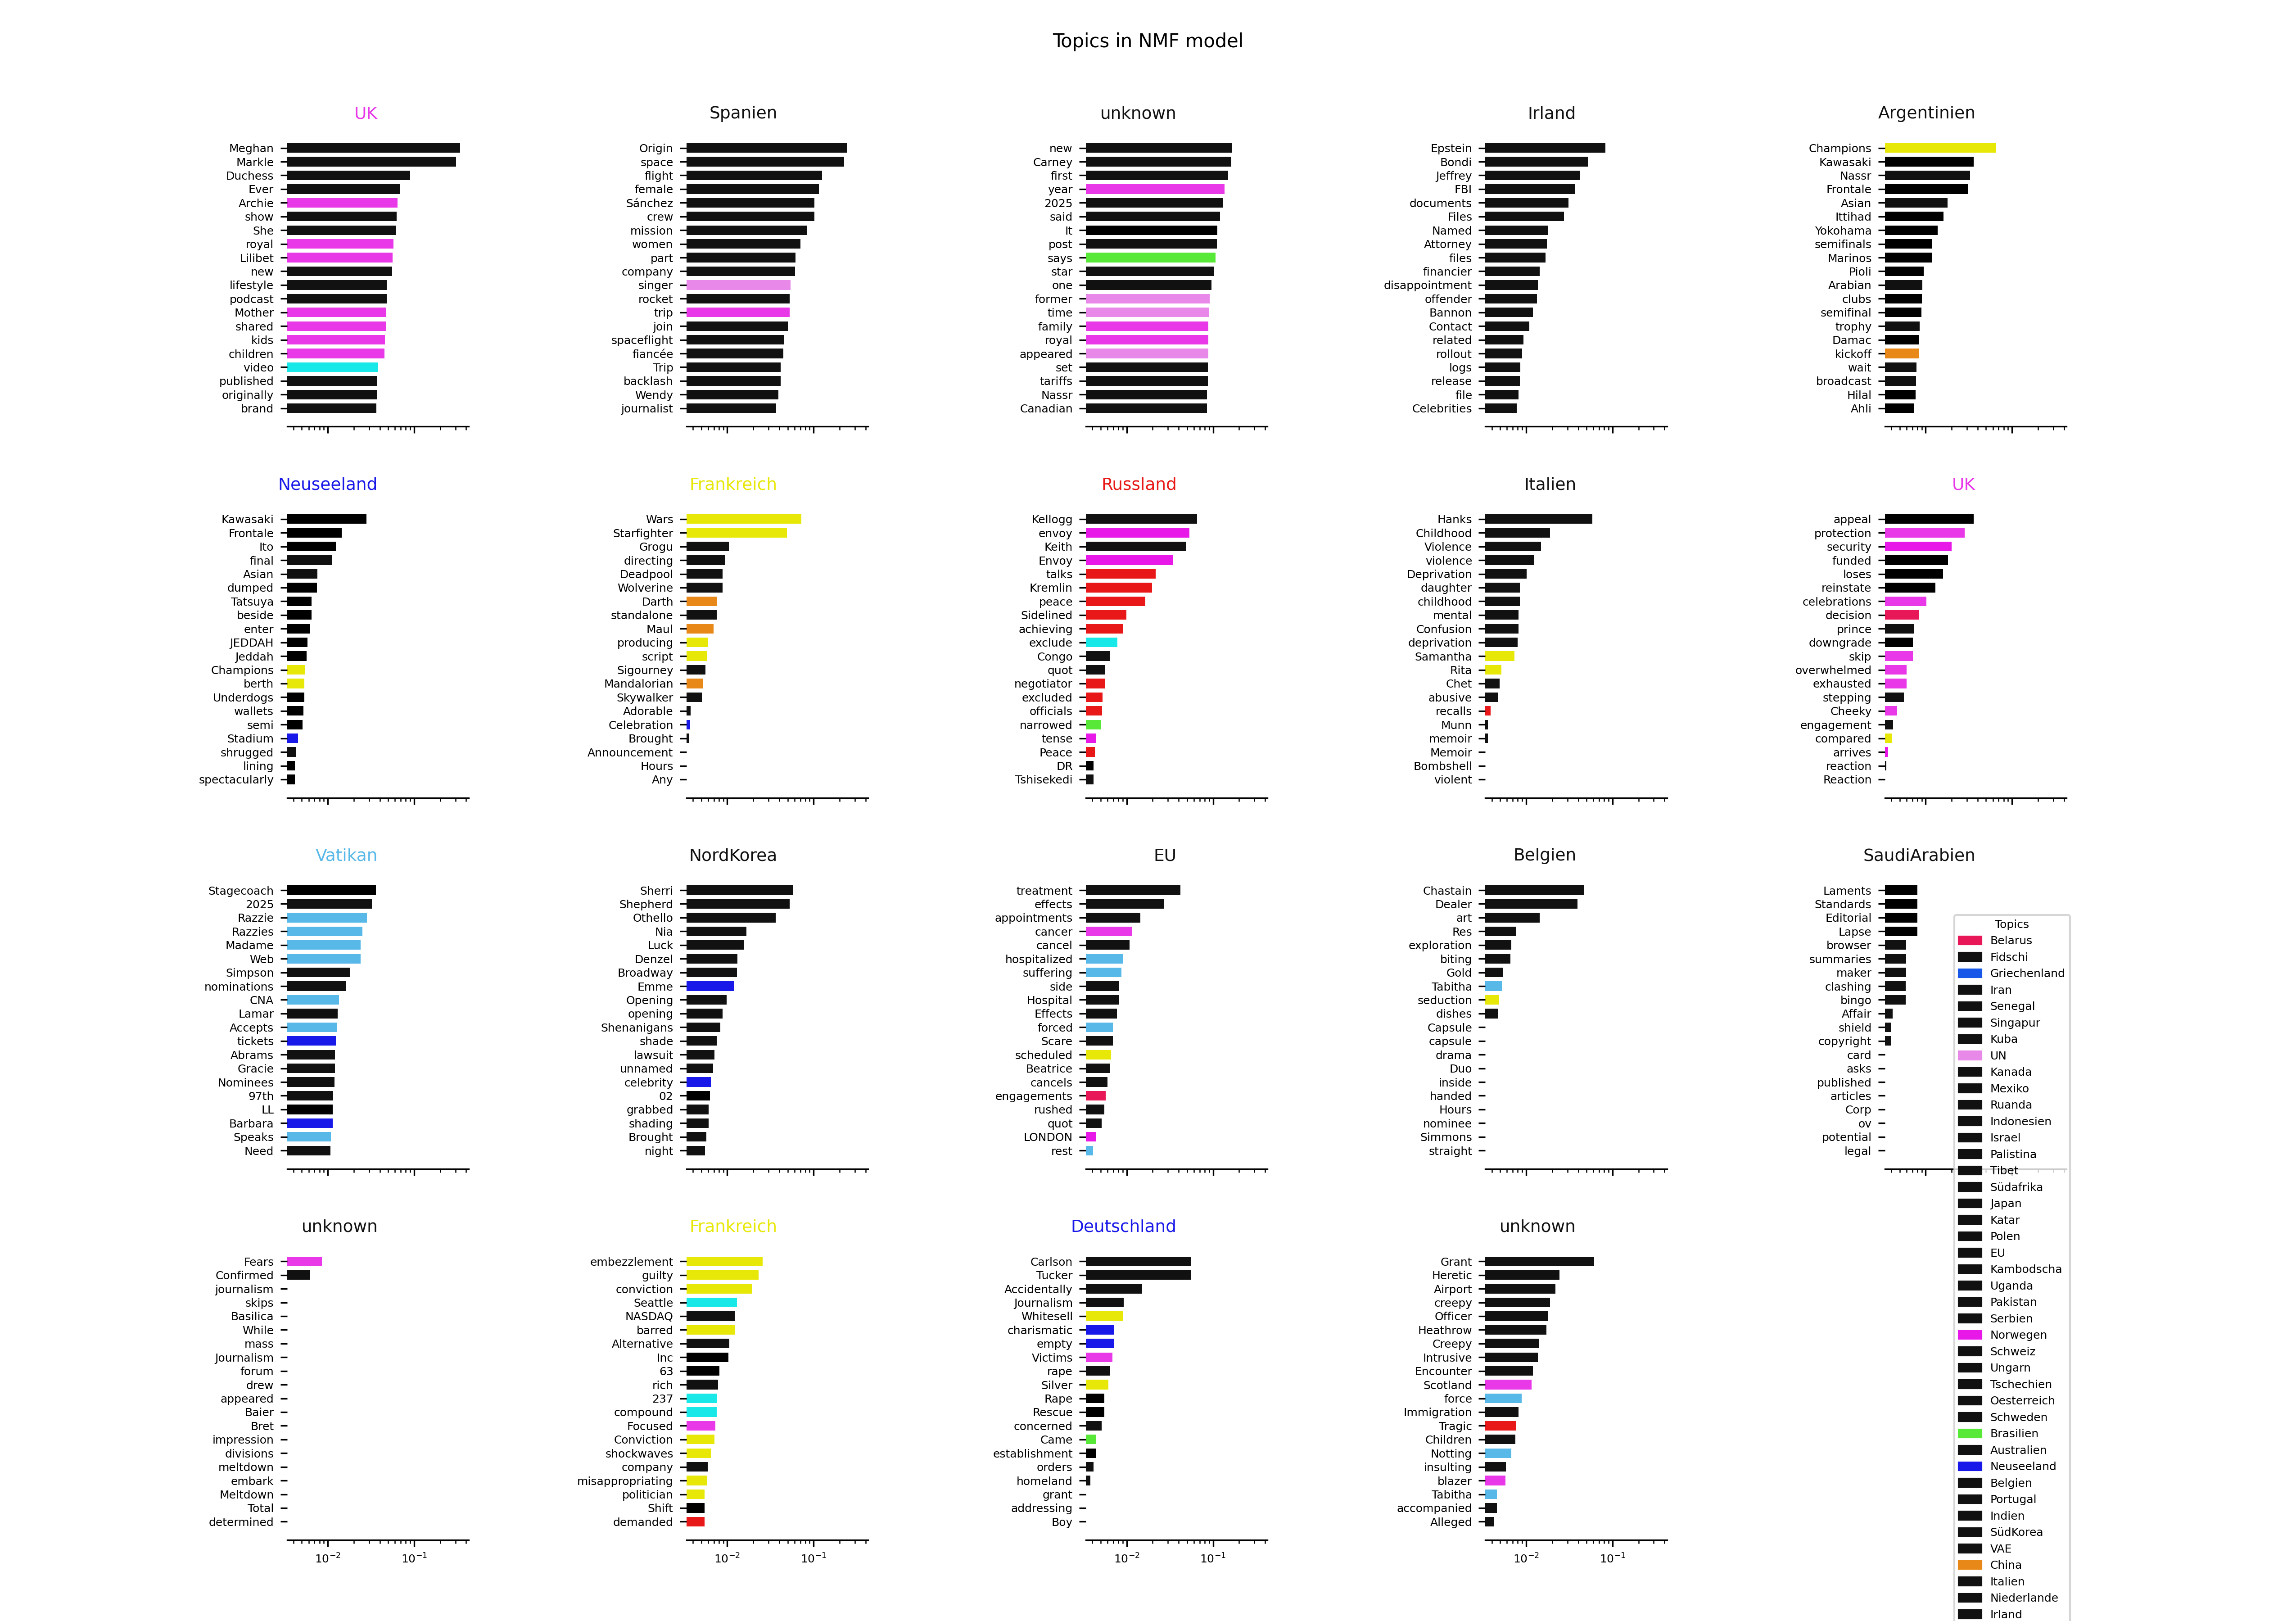 Topics in NMF model
UK
Meghan
Markle
Duchess
Ever
Archie
show
She
royal
Lilibet
new
lifestyle
podcast
Mother
shared
kids
children
video
published
originally
brand
Spanien
Origin
space
flight
female
Sánchez
crew
mission
women
part
company
singer
rocket
trip
join
spaceflight
fiancée
Trip
backlash
Wendy
journalist
unknown
new
Carney
first
year
2025
said
It
post
says
star
one
former
time
family
royal
appeared
set
tariffs
Nassr
Canadian
Irland
Epstein
Bondi
Jeffrey
FBI
documents
Files
Named
Attorney
files
financier
disappointment
offender
Bannon
Contact
related
rollout
logs
release
file
Celebrities
Argentinien
Champions
Kawasaki
Nassr
Frontale
Asian
Ittihad
Yokohama
semifinals
Marinos
Pioli
Arabian
clubs
semifinal
trophy
Damac
kickoff
wait
broadcast
Hilal
Ahli
Neuseeland
Kawasaki
Frontale
Ito
final
Asian
dumped
Tatsuya
beside
enter
JEDDAH
Jeddah
Champions
berth
Underdogs
wallets
semi
Stadium
shrugged
lining
spectacularly
Frankreich
Wars
Starfighter
Grogu
directing
Deadpool
Wolverine
Darth
standalone
Maul
producing
script
Sigourney
Mandalorian
Skywalker
Adorable
Celebration
Brought
Announcement
Hours
Any
Russland
Kellogg
envoy
Keith
Envoy
talks
Kremlin
peace
Sidelined
achieving
exclude
Congo
quot
negotiator
excluded
officials
narrowed
tense
Peace
DR
Tshisekedi
Italien
Hanks
Childhood
Violence
violence
Deprivation
daughter
childhood
mental
Confusion
deprivation
Samantha
Rita
Chet
abusive
recalls
Munn
memoir
Memoir
Bombshell
violent
UK
appeal
protection
security
funded
loses
reinstate
celebrations
decision
prince
downgrade
skip
overwhelmed
exhausted
stepping
Cheeky
engagement
compared
arrives
reaction
Reaction
Vatikan
Stagecoach
2025
Razzie
Razzies
Madame
Web
Simpson
nominations
CNA
Lamar
Accepts
tickets
Abrams
Gracie
Nominees
97th
LL
Barbara
Speaks
Need
NordKorea
Sherri
Shepherd
Othello
Nia
Luck
Denzel
Broadway
Emme
Opening
opening
Shenanigans
shade
lawsuit
unnamed
celebrity
02
grabbed
shading
Brought
night
EU
treatment
effects
appointments
cancer
cancel
hospitalized
suffering
side
Hospital
Effects
forced
Scare
scheduled
Beatrice
cancels
engagements
rushed
quot
LONDON
rest
Belgien
Chastain
Dealer
art
Res
exploration
biting
Gold
Tabitha
seduction
dishes
Capsule
capsule
drama
Duo
inside
handed
Hours
nominee
Simmons
straight
SaudiArabien
Laments
Standards
Editorial
Lapse
browser
summaries
maker
clashing
bingo
Affair
shield
copyright
card
asks
published
articles
Corp
ov
potential
legal
unknown
Fears
Confirmed
journalism
skips
Basilica
While
mass
Journalism
forum
drew
appeared
Baier
Bret
impression
divisions
meltdown
embark
Meltdown
Total
determined
10⁻² 10⁻¹
Frankreich
embezzlement
guilty
conviction
Seattle
NASDAQ
barred
Alternative
Inc
63
rich
237
compound
Focused
Conviction
shockwaves
company
misappropriating
politician
Shift
demanded
10⁻² 10⁻¹
Deutschland
Carlson
Tucker
Accidentally
Journalism
Whitesell
charismatic
empty
Victims
rape
Silver
Rape
Rescue
concerned
Came
establishment
orders
homeland
grant
addressing
Boy
10⁻² 10⁻¹
unknown
Grant
Heretic
Airport
creepy
Officer
Heathrow
Creepy
Intrusive
Encounter
Scotland
force
Immigration
Tragic
Children
Notting
insulting
blazer
Tabitha
accompanied
Alleged
10⁻² 10⁻¹
Topics
Belarus
Fidschi
Griechenland
Iran
Senegal
Singapur
Kuba
UN
Kanada
Mexiko
Ruanda
Indonesien
Israel
Palistina
Tibet
Südafrika
Japan
Katar
Polen
EU
Kambodscha
Uganda
Pakistan
Serbien
Norwegen
Schweiz
Ungarn
Tschechien
Oesterreich
Schweden
Brasilien
Australien
Neuseeland
Belgien
Portugal
Indien
SüdKorea
VAE
China
Italien
Niederlande
Irland